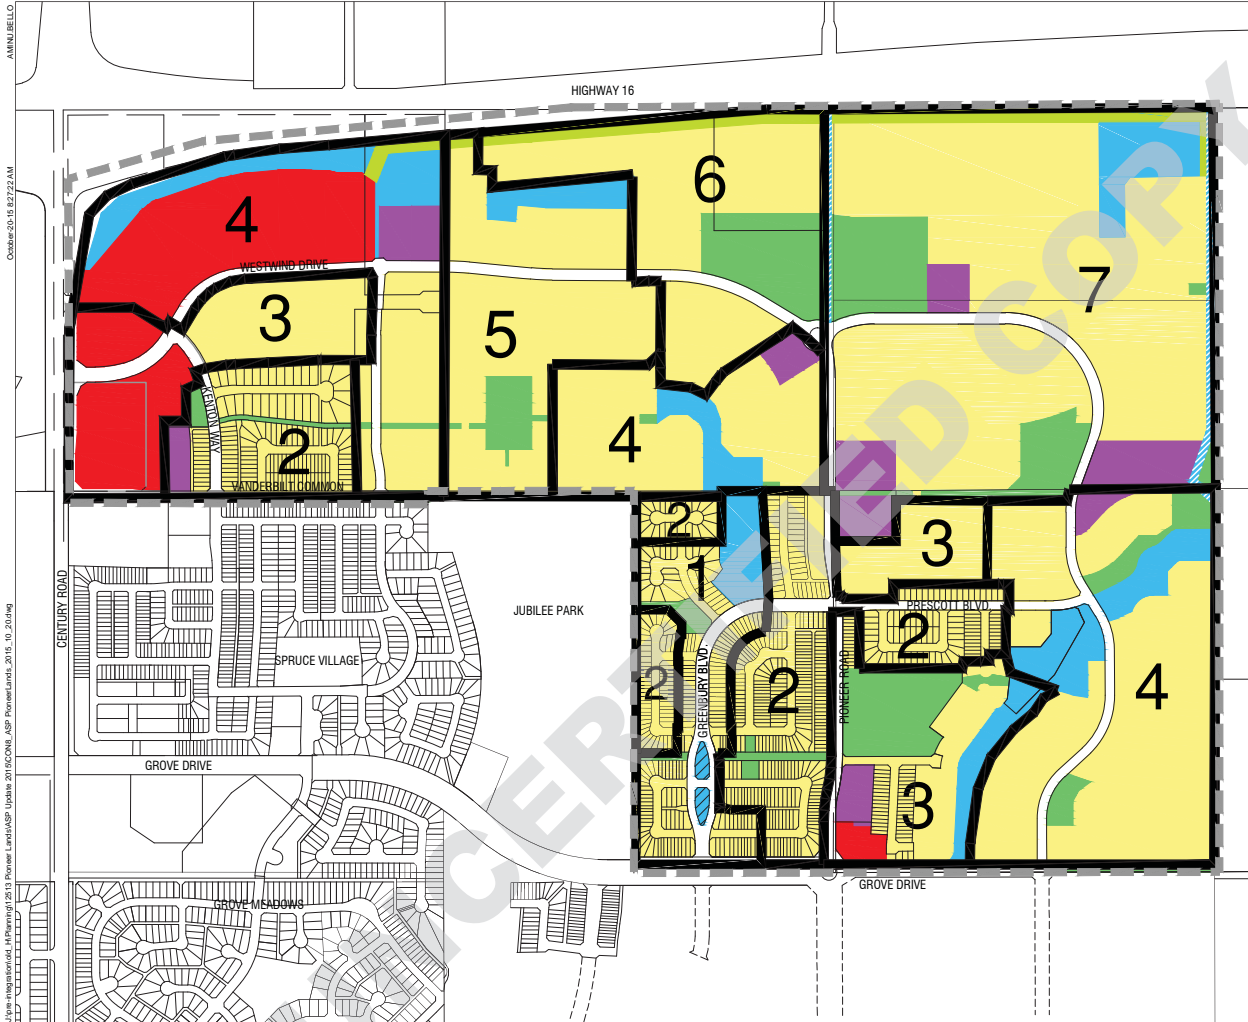 AMINU.BELLO
October-20-15 8:27:22 AM
HIGHWAY 16
4
6
7
WESTWIND DRIVE
3
5
KENTON WAY
2
4
VANDERBILT COMMON
2
3
1
CENTURY ROAD
JUBILEE PARK
PRESCOTT BLVD.
2
SPRUCE VILLAGE
2
2
GREENBURY BLVD.
PIONEER ROAD
4
GROVE DRIVE
3
GROVE DRIVE
GROVE MEADOWS
UNCERTIFIED COPY